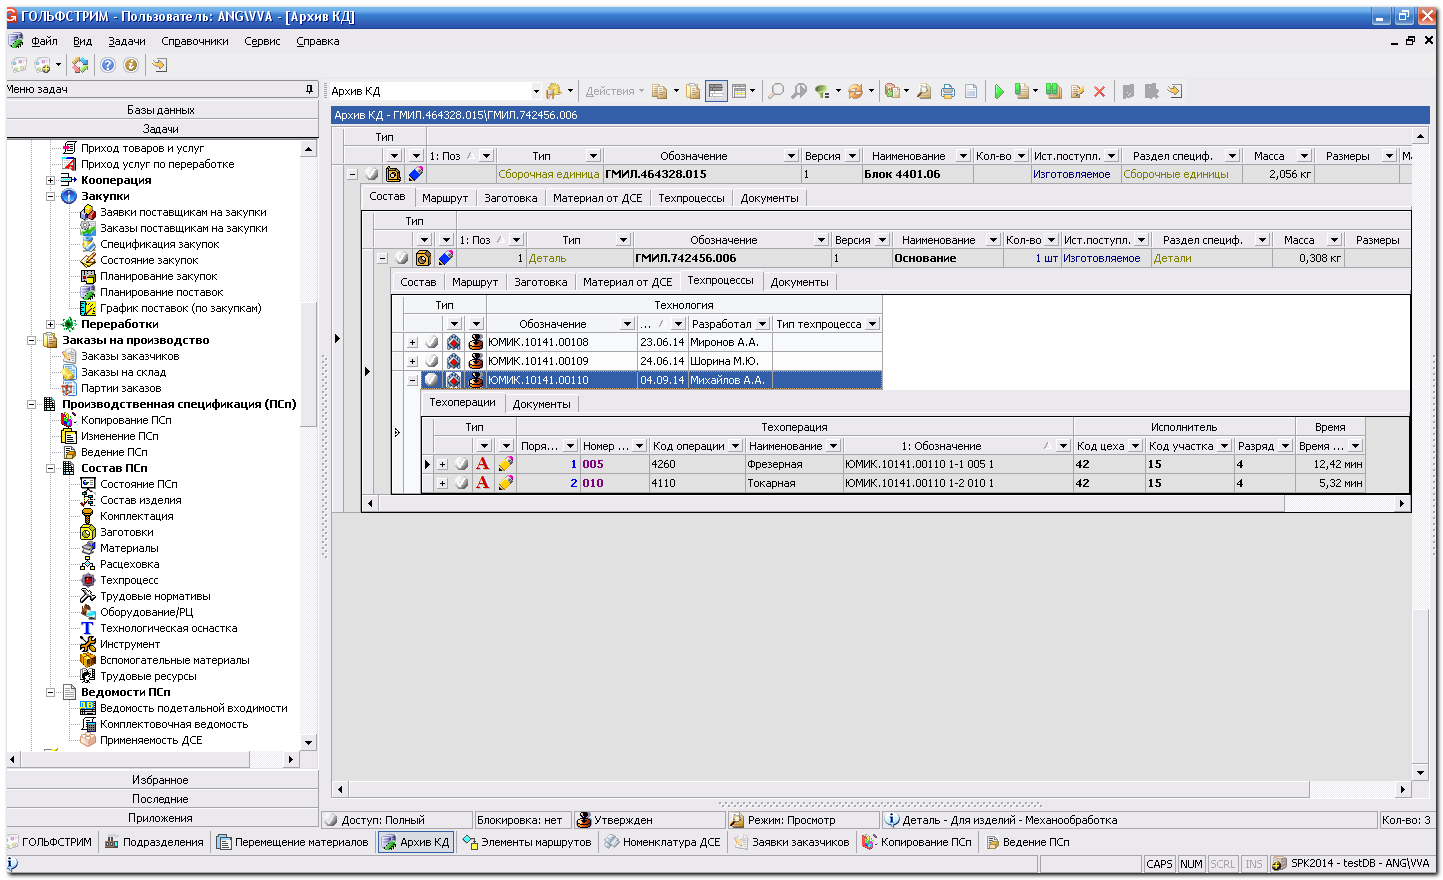 ГОЛЬФСТРИМ - Пользователь: ANG\VVA - [Архив КД]
Файл Вид Задачи Справочники Сервис Справка
Меню задач
Базы данных
Задачи
Приход товаров и услуг
Приход услуг по переработке
Кооперация
Закупки
Заявки поставщикам на закупки
Заказы поставщикам на закупки
Спецификация закупок
Состояние закупок
Планирование закупок
Планирование поставок
График поставок (по закупкам)
Переработки
Заказы на производство
Заказы заказчиков
Заказы на склад
Партии заказов
Производственная спецификация (ПСп)
Копирование ПСп
Изменение ПСп
Ведение ПСп
Состав ПСп
Состояние ПСп
Состав изделия
Комплектация
Заготовки
Материалы
Расцеховка
Техпроцесс
Трудовые нормативы
Оборудование/РЦ
Технологическая оснастка
Инструмент
Вспомогательные материалы
Трудовые ресурсы
Ведомости ПСп
Ведомость подетальной входимости
Комплектовочная ведомость
Применяемость ДСЕ
Избранное
Последние
Приложения
Архив КД Действия
Архив КД - ГМИЛ.464328.015\ГМИЛ.742456.006
Тип
1: Поз Тип Обозначение Версия Наименование Кол-во Ист.поступл. Раздел специф. Масса Размеры Ма
Сборочная единица ГМИЛ.464328.015 1 Блок 4401.06 Изготовляемое Сборочные единицы 2,056 кг
Состав Маршрут Заготовка Материал от ДСЕ Техпроцессы Документы
Тип
1: Поз Тип Обозначение Версия Наименование Кол-во Ист.поступл. Раздел специф. Масса Размеры
1 Деталь ГМИЛ.742456.006 1 Основание 1 шт Изготовляемое Детали 0,308 кг
Состав Маршрут Заготовка Материал от ДСЕ Техпроцессы Документы
Тип Технология
Обозначение ... Разработал Тип техпроцесса
ЮМИК.10141.00108 23.06.14 Миронов А.А.
ЮМИК.10141.00109 24.06.14 Шорина М.Ю.
ЮМИК.10141.00110 04.09.14 Михайлов А.А.
Техоперации Документы
Тип Техоперация Исполнитель Время
Поря... Номер ... Код операции Наименование 1: Обозначение Код цеха Код участка Разряд Время ...
1 005 4260 Фрезерная ЮМИК.10141.00110 1-1 005 1 42 15 4 12,42 мин
2 010 4110 Токарная ЮМИК.10141.00110 1-2 010 1 42 15 4 5,32 мин
Доступ: Полный Блокировка: нет Утвержден Режим: Просмотр Деталь - Для изделий - Механообработка Кол-во: 3
ГОЛЬФСТРИМ Подразделения Перемещение материалов Архив КД Элементы маршрутов Номенклатура ДСЕ Заявки заказчиков Копирование ПСп Ведение ПСп
CAPS NUM SCRL INS SPK2014 - testDB - ANG\VVA